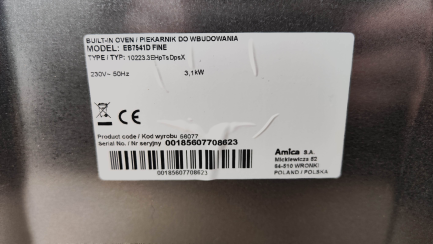 BUILT-IN OVEN / PIEKARNIK DO WBUDOWANIA
MODEL: EB7541D FINE
TYPE / TYP: 10223.3EHpTsDpsX
230V~ 50Hz 3,1kW
CE
Product code / Kod wyrobu 56077
Serial No. / Nr seryjny 00185607708623
00185607708623
Amica S.A.
Mickiewicza 52
64-510 WRONKI
POLAND / POLSKA